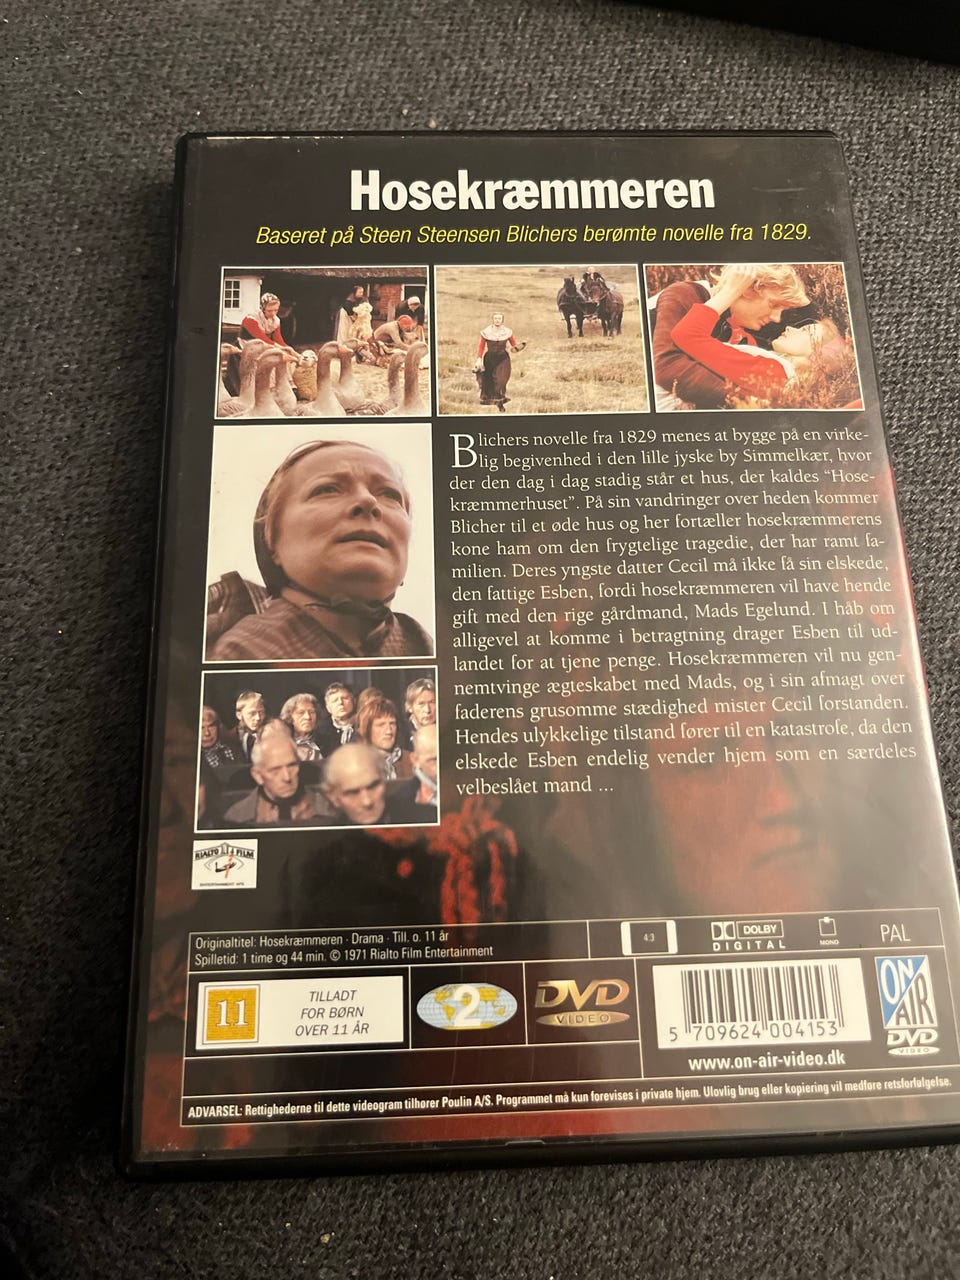 Hosekræmmeren
Baseret på Steen Steensen Blichers berømte novelle fra 1829.
Blichers novelle fra 1829 menes at bygge på en virke-
lig begivenhed i den lille jyske by Simmelkær, hvor
der den dag i dag stadig står et hus, der kaldes "Hose-
kræmmerhuset". På sin vandringer over heden kommer
Blicher til et øde hus og her fortæller hosekræmmerens
kone ham om den frygtelige tragedie, der har ramt fa-
milien. Deres yngste datter Cecil må ikke få sin elskede,
den fattige Esben, fordi hosekræmmeren vil have hende
gift med den rige gårdmand, Mads Egelund. I håb om
alligevel at komme i betragtning drager Esben til ud-
landet for at tjene penge. Hosekræmmeren vil nu gen-
nemtvinge ægteskabet med Mads, og i sin afmagt over
faderens grusomme stædighed mister Cecil forstanden.
Hendes ulykkelige tilstand fører til en katastrofe, da den
elskede Esben endelig vender hjem som en særdeles
velbeslået mand ...
RIALTO FILM
ENTERTAINMENT APS
Originaltitel: Hosekræmmeren · Drama · Till. o. 11 år
Spilletid: 1 time og 44 min. © 1971 Rialto Film Entertainment
4:3
DOLBY
DIGITAL
MONO
PAL
11
TILLADT
FOR BØRN
OVER 11 ÅR
2
DVD
VIDEO
5 709624 004153
ON
AIR
DVD
VIDEO
www.on-air-video.dk
ADVARSEL: Rettighederne til dette videogram tilhører Poulin A/S. Programmet må kun forevises i private hjem. Ulovlig brug eller kopiering vil medføre retsforfølgelse.